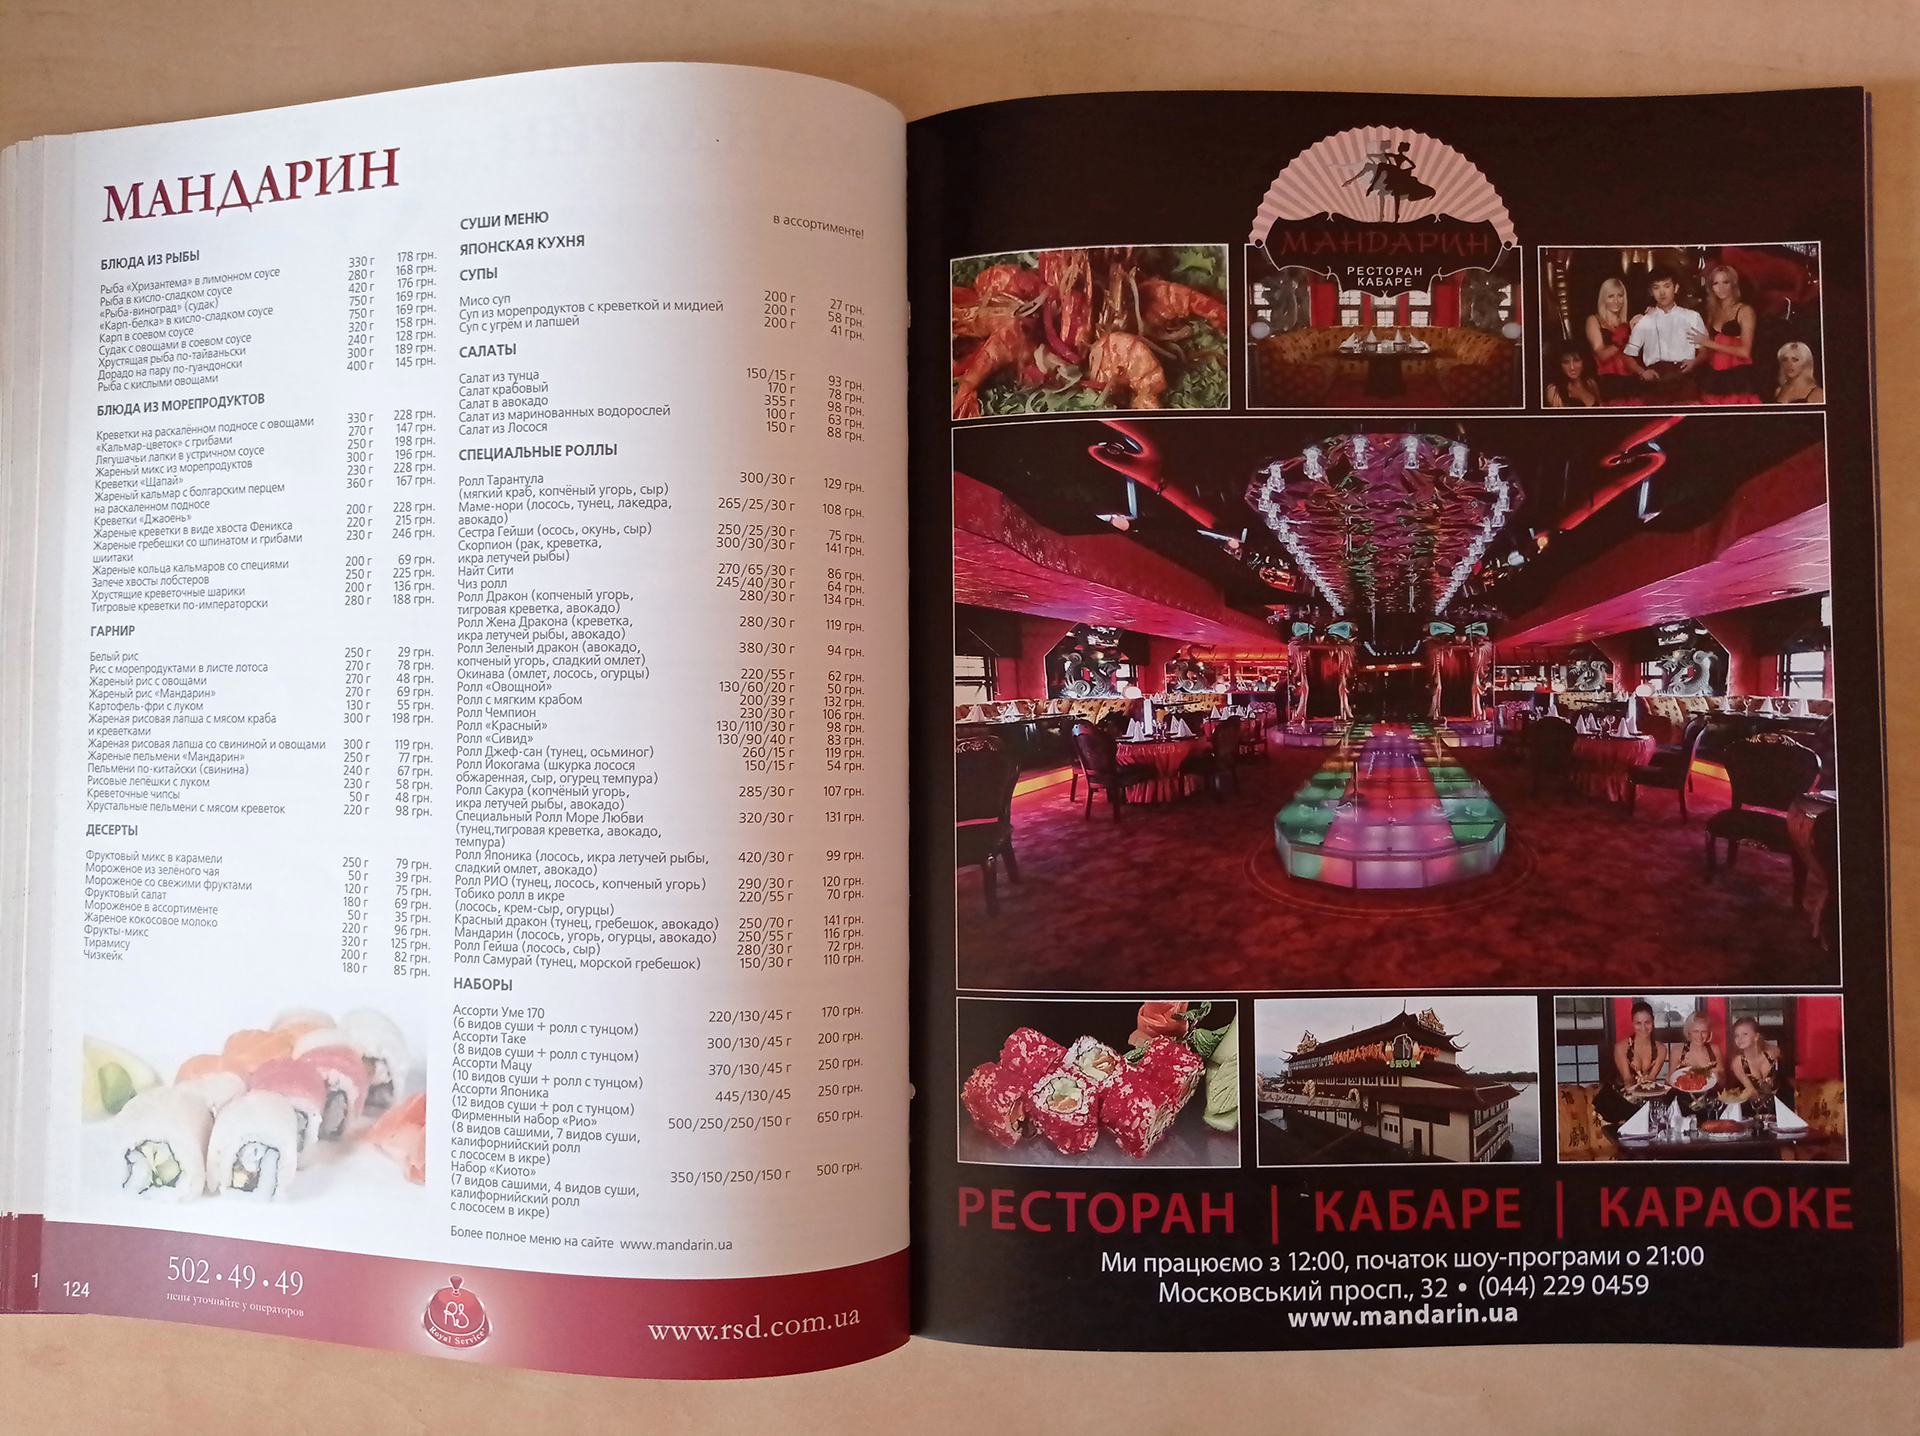 МАНДАРИН
БЛЮДА ИЗ РЫБЫ
Рыба «Хризантема» в лимонном соусе 330 г 178 грн.
Рыба в кисло-сладком соусе 280 г 168 грн.
«Рыба-виноград» (судак) 420 г 176 грн.
«Карп-белка» в кисло-сладком соусе 750 г 169 грн.
Карп в соевом соусе 750 г 169 грн.
Судак с овощами в соевом соусе 320 г 158 грн.
Хрустящая рыба по-тайваньски 240 г 128 грн.
Дорадо на пару по-гуандонски 300 г 189 грн.
Рыба с кислыми овощами 400 г 145 грн.
БЛЮДА ИЗ МОРЕПРОДУКТОВ
Креветки на раскалённом подносе с овощами 330 г 228 грн.
«Кальмар-цветок» с грибами 270 г 147 грн.
Лягушачьи лапки в устричном соусе 250 г 198 грн.
Жареный микс из морепродуктов 300 г 196 грн.
Креветки «Щапай» 230 г 228 грн.
Жареный кальмар с болгарским перцем 360 г 167 грн.
на раскаленном подносе
Креветки «Джаоень» 200 г 228 грн.
Жареные креветки в виде хвоста Феникса 220 г 215 грн.
Жареные гребешки со шпинатом и грибами 230 г 246 грн.
шиитаки
Жареные кольца кальмаров со специями 200 г 69 грн.
Запече хвосты лобстеров 250 г 225 грн.
Хрустящие креветочные шарики 200 г 136 грн.
Тигровые креветки по-императорски 280 г 188 грн.
ГАРНИР
Белый рис 250 г 29 грн.
Рис с морепродуктами в листе лотоса 270 г 78 грн.
Жареный рис с овощами 270 г 48 грн.
Жареный рис «Мандарин» 270 г 69 грн.
Картофель-фри с луком 130 г 55 грн.
Жареная рисовая лапша с мясом краба 300 г 198 грн.
и креветками
Жареная рисовая лапша со свининой и овощами 300 г 119 грн.
Жареные пельмени «Мандарин» 250 г 77 грн.
Пельмени по-китайски (свинина) 240 г 67 грн.
Рисовые лепёшки с луком 230 г 58 грн.
Креветочные чипсы 50 г 48 грн.
Хрустальные пельмени с мясом креветок 220 г 98 грн.
ДЕСЕРТЫ
Фруктовый микс в карамели 250 г 79 грн.
Мороженое из зелёного чая 50 г 39 грн.
Мороженое со свежими фруктами 120 г 75 грн.
Фруктовый салат 180 г 69 грн.
Мороженое в ассортименте 50 г 35 грн.
Жареное кокосовое молоко 220 г 96 грн.
Фрукты-микс 320 г 125 грн.
Тирамису 200 г 82 грн.
Чизкейк 180 г 85 грн.
СУШИ МЕНЮ в ассортименте!
ЯПОНСКАЯ КУХНЯ
СУПЫ
Мисо суп 200 г 27 грн.
Суп из морепродуктов с креветкой и мидией 200 г 58 грн.
Суп с угрём и лапшей 200 г 41 грн.
САЛАТЫ
Салат из тунца 150/15 г 93 грн.
Салат крабовый 170 г 78 грн.
Салат в авокадо 355 г 98 грн.
Салат из маринованных водорослей 100 г 63 грн.
Салат из Лосося 150 г 88 грн.
СПЕЦИАЛЬНЫЕ РОЛЛЫ
Ролл Тарантула 300/30 г 129 грн.
(мягкий краб, копчёный угорь, сыр)
Маме-нори (лосось, тунец, лакедра, 265/25/30 г 108 грн.
авокадо)
Сестра Гейши (осось, окунь, сыр) 250/25/30 г 75 грн.
Скорпион (рак, креветка, 300/30/30 г 141 грн.
икра летучей рыбы)
Найт Сити 270/65/30 г 86 грн.
Чиз ролл 245/40/30 г 64 грн.
Ролл Дракон (копченый угорь, 280/30 г 134 грн.
тигровая креветка, авокадо)
Ролл Жена Дракона (креветка, 280/30 г 119 грн.
икра летучей рыбы, авокадо)
Ролл Зеленый дракон (авокадо, 380/30 г 94 грн.
копченый угорь, сладкий омлет)
Окинава (омлет, лосось, огурцы) 220/55 г 62 грн.
Ролл «Овощной» 130/60/20 г 50 грн.
Ролл с мягким крабом 200/39 г 132 грн.
Ролл Чемпион 230/30 г 106 грн.
Ролл «Красный» 130/110/30 г 98 грн.
Ролл «Сивид» 130/90/40 г 83 грн.
Ролл Джеф-сан (тунец, осьминог) 260/15 г 119 грн.
Ролл Йокогама (шкурка лосося 150/15 г 54 грн.
обжаренная, сыр, огурец темпура)
Ролл Сакура (копчёный угорь, 285/30 г 107 грн.
икра летучей рыбы, авокадо)
Специальный Ролл Море Любви 320/30 г 131 грн.
(тунец,тигровая креветка, авокадо,
темпура)
Ролл Японика (лосось, икра летучей рыбы, 420/30 г 99 грн.
сладкий омлет, авокадо)
Ролл РИО (тунец, лосось, копченый угорь) 290/30 г 120 грн.
Тобико ролл в икре 220/55 г 70 грн.
(лосось, крем-сыр, огурцы)
Красный дракон (тунец, гребешок, авокадо) 250/70 г 141 грн.
Мандарин (лосось, угорь, огурцы, авокадо) 250/55 г 116 грн.
Ролл Гейша (лосось, сыр) 280/30 г 72 грн.
Ролл Самурай (тунец, морской гребешок) 150/30 г 110 грн.
НАБОРЫ
Ассорти Уме 170 220/130/45 г 170 грн.
(6 видов суши + ролл с тунцом)
Ассорти Таке 300/130/45 г 200 грн.
(8 видов суши + ролл с тунцом)
Ассорти Мацу 370/130/45 г 250 грн.
(10 видов суши + ролл с тунцом)
Ассорти Японика 445/130/45 250 грн.
(12 видов суши + рол с тунцом)
Фирменный набор «Рио» 500/250/250/150 г 650 грн.
(8 видов сашими, 7 видов суши,
калифорнийский ролл
с лососем в икре)
Набор «Киото» 350/150/250/150 г 500 грн.
(7 видов сашими, 4 видов суши,
калифорнийский ролл
с лососем в икре)
Более полное меню на сайте www.mandarin.ua
1 124
502 • 49 • 49
цены уточняйте у операторов
RS
Royal Service
www.rsd.com.ua
МАНДАРИН
РЕСТОРАН
КАБАРЕ
МАНДАРИН
SHOW
РЕСТОРАН | КАБАРЕ | КАРАОКЕ
Ми працюємо з 12:00, початок шоу-програми о 21:00
Московський просп., 32 • (044) 229 0459
www.mandarin.ua